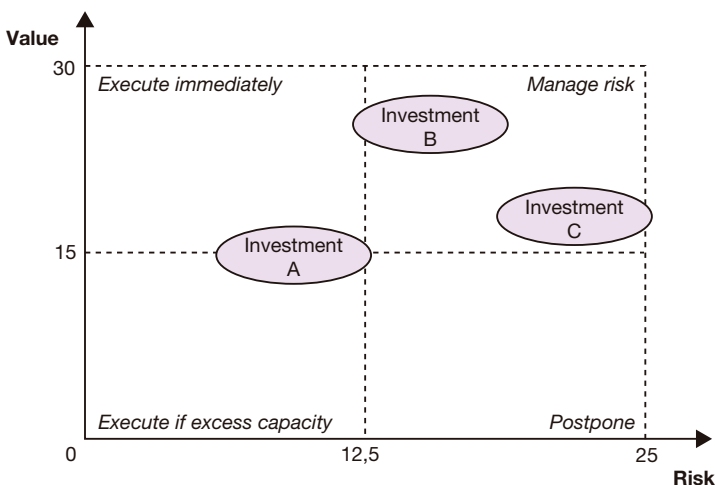 Value
30
Execute immediately
Manage risk
Investment
B
Investment
C
Investment
A
15
Execute if excess capacity
Postpone
0
12,5
25
Risk